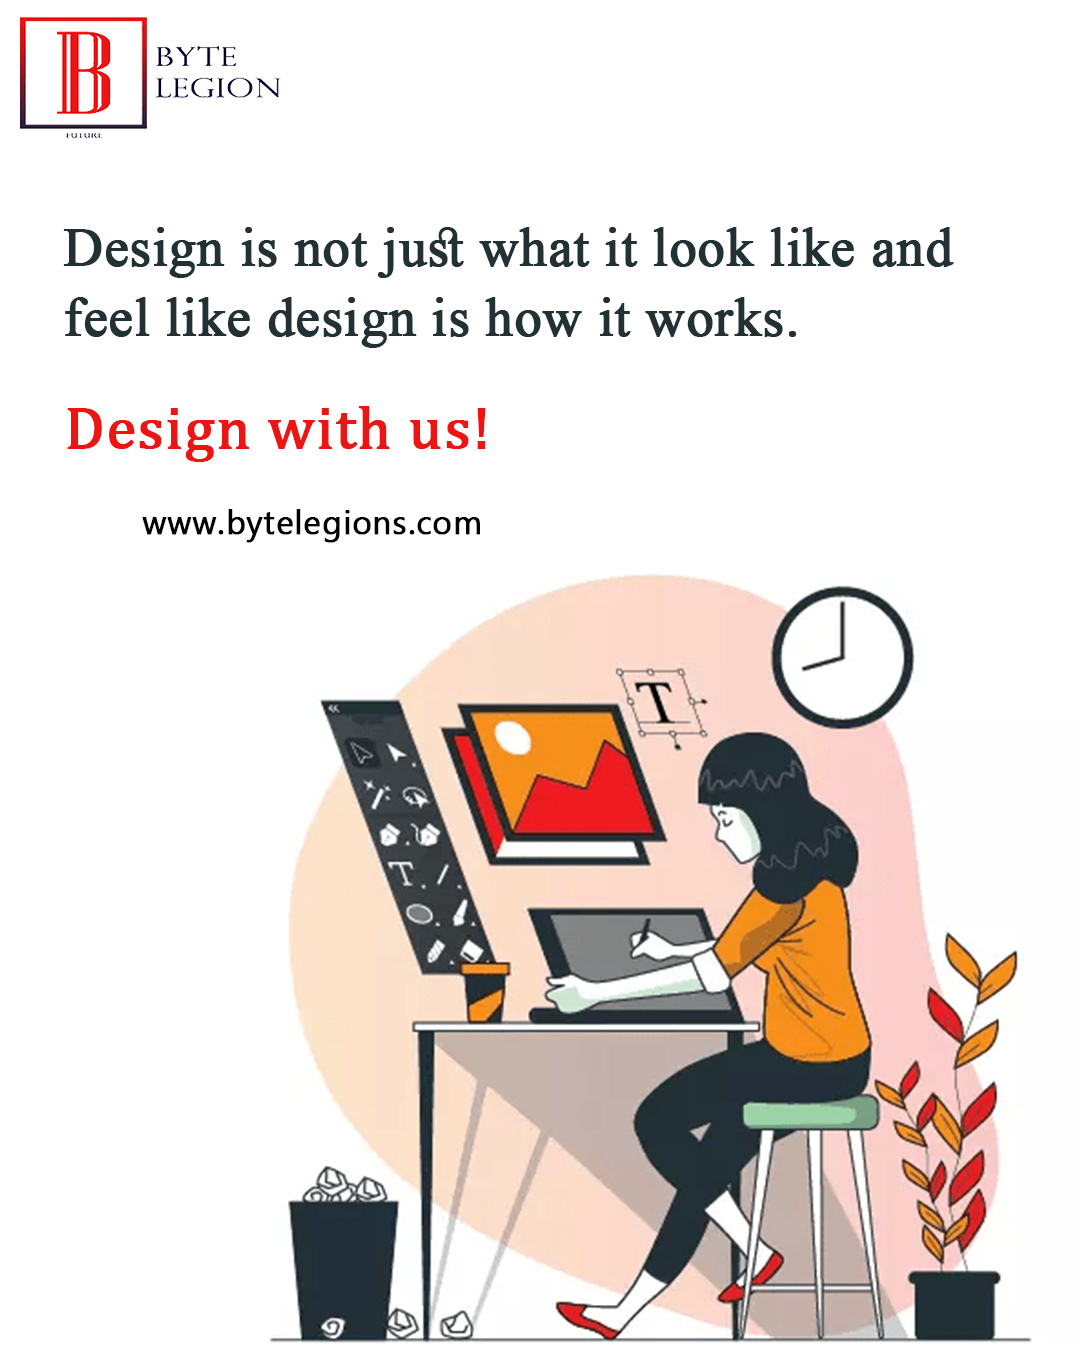 B
BYTE
LEGION
FUTURE
Design is not just what it look like and
feel like design is how it works.
Design with us!
www.bytelegions.com
T
T